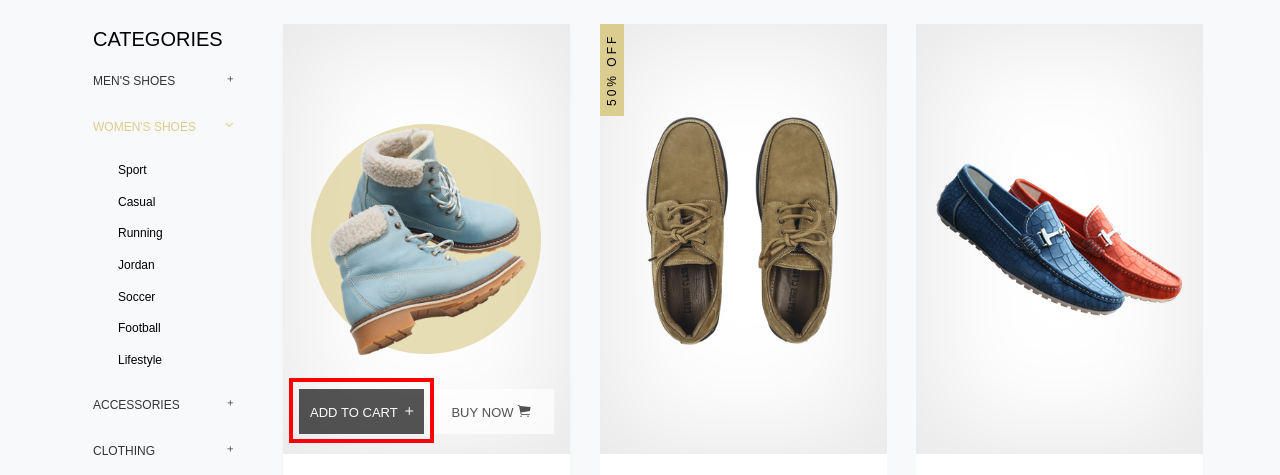 CATEGORIES
MEN'S SHOES +
WOMEN'S SHOES
Sport
Casual
Running
Jordan
Soccer
Football
Lifestyle
ACCESSORIES +
CLOTHING +
ADD TO CART +
BUY NOW
50% OFF